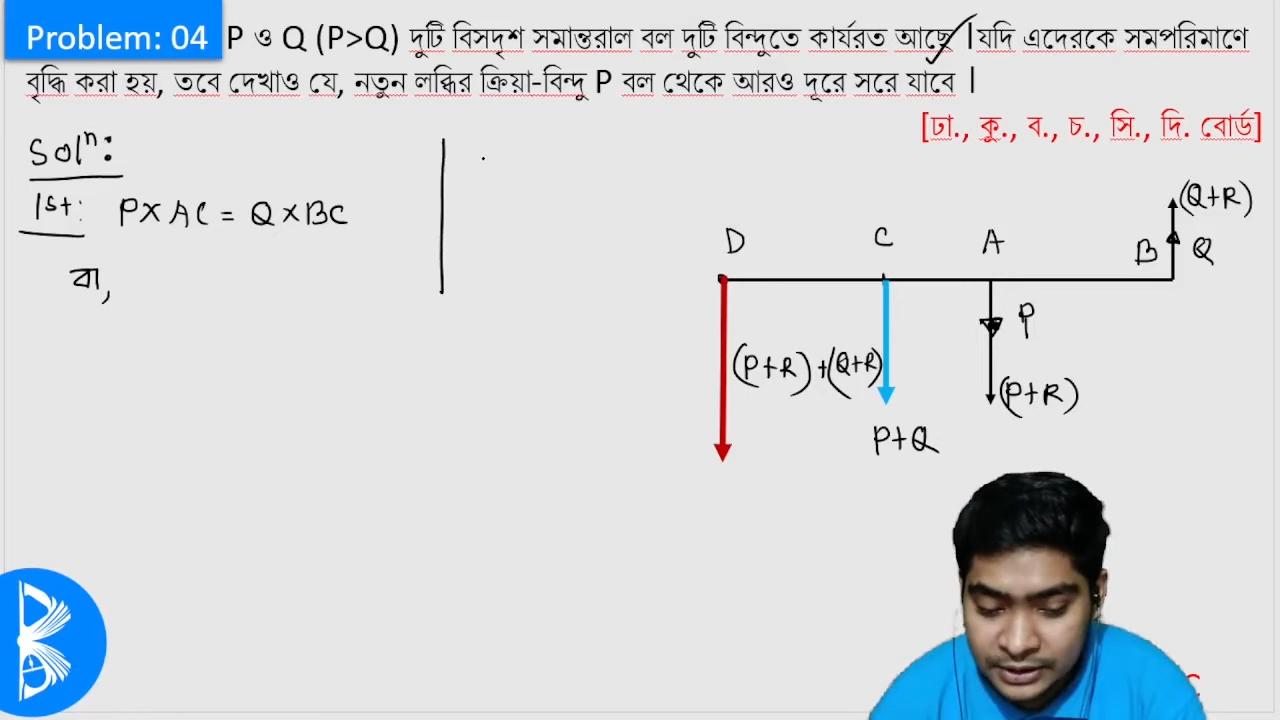 Problem: 04 P ও Q (P>Q) দুটি বিসদৃশ সমান্তরাল বল দুটি বিন্দুতে কার্যরত আছে। যদি এদেরকে সমপরিমাণে
বৃদ্ধি করা হয়, তবে দেখাও যে, নতুন লব্ধির ক্রিয়া-বিন্দু P বল থেকে আরও দূরে সরে যাবে।
[ঢা., কু., ব., চ., সি., দি. বোর্ড]
Solⁿ:
1st: P×AC = Q×BC
বা,
(Q+R)
D C A B Q
P
(P+R)+(Q+R) (P+R)
P+Q